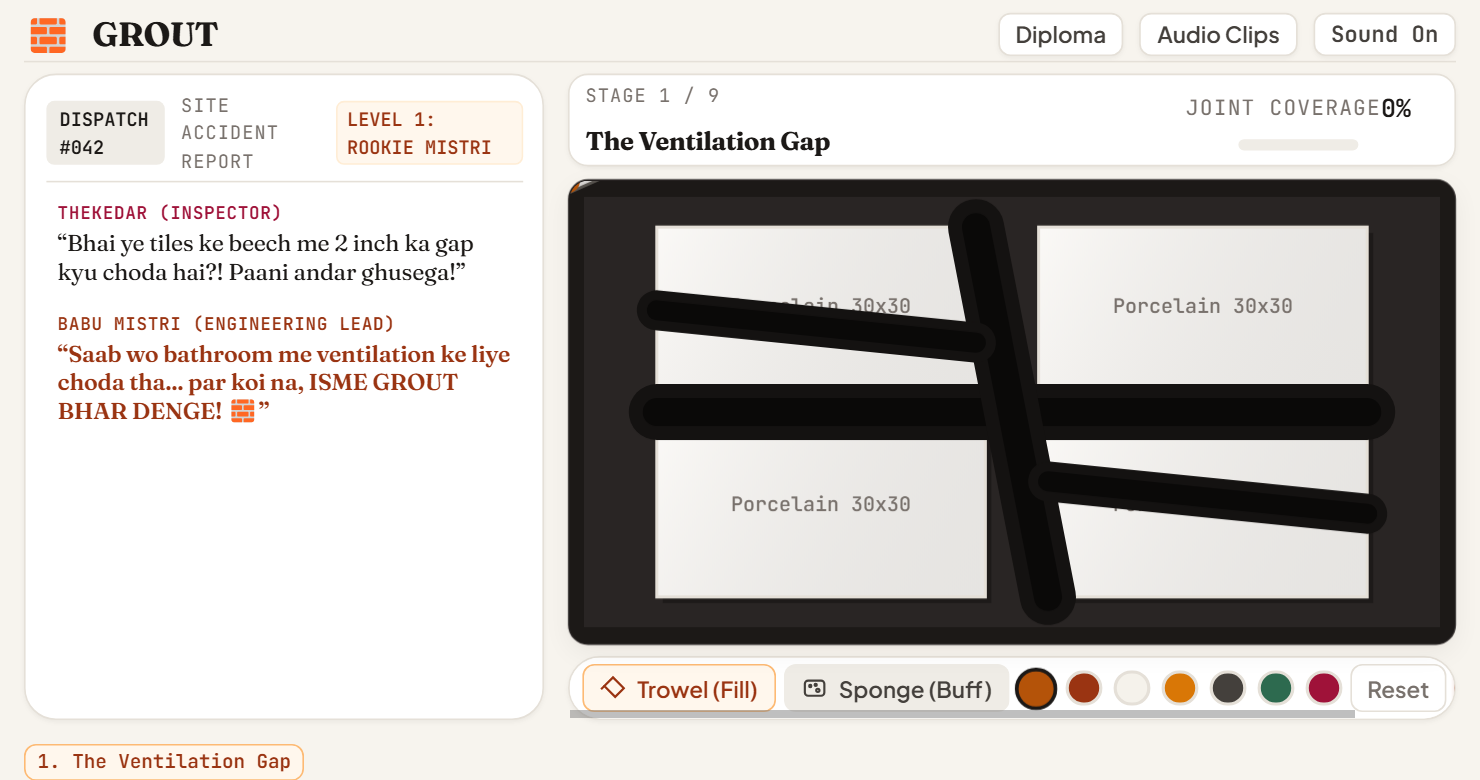 GROUT
Diploma
Audio Clips
Sound On
DISPATCH
#042
SITE
ACCIDENT
REPORT
LEVEL 1:
ROOKIE MISTRI
THEKEDAR (INSPECTOR)
“Bhai ye tiles ke beech me 2 inch ka gap
kyu choda hai?! Paani andar ghusega!”
BABU MISTRI (ENGINEERING LEAD)
“Saab wo bathroom me ventilation ke liye
choda tha... par koi na, ISME GROUT
BHAR DENGE! 🧱”
STAGE 1 / 9
The Ventilation Gap
JOINT COVERAGE 0%
30x30
Porcelain 30x30
Porcelain 30x30
Trowel (Fill)
Sponge (Buff)
Reset
1. The Ventilation Gap